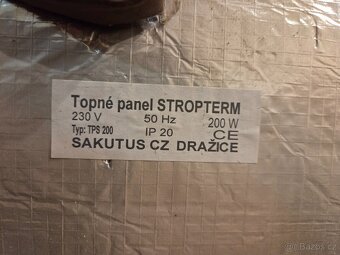 Topné panel STROPTERM
230 V 50 Hz 200 W
Typ: TPS 200 IP 20 CE
SAKUTUS CZ DRAŽICE